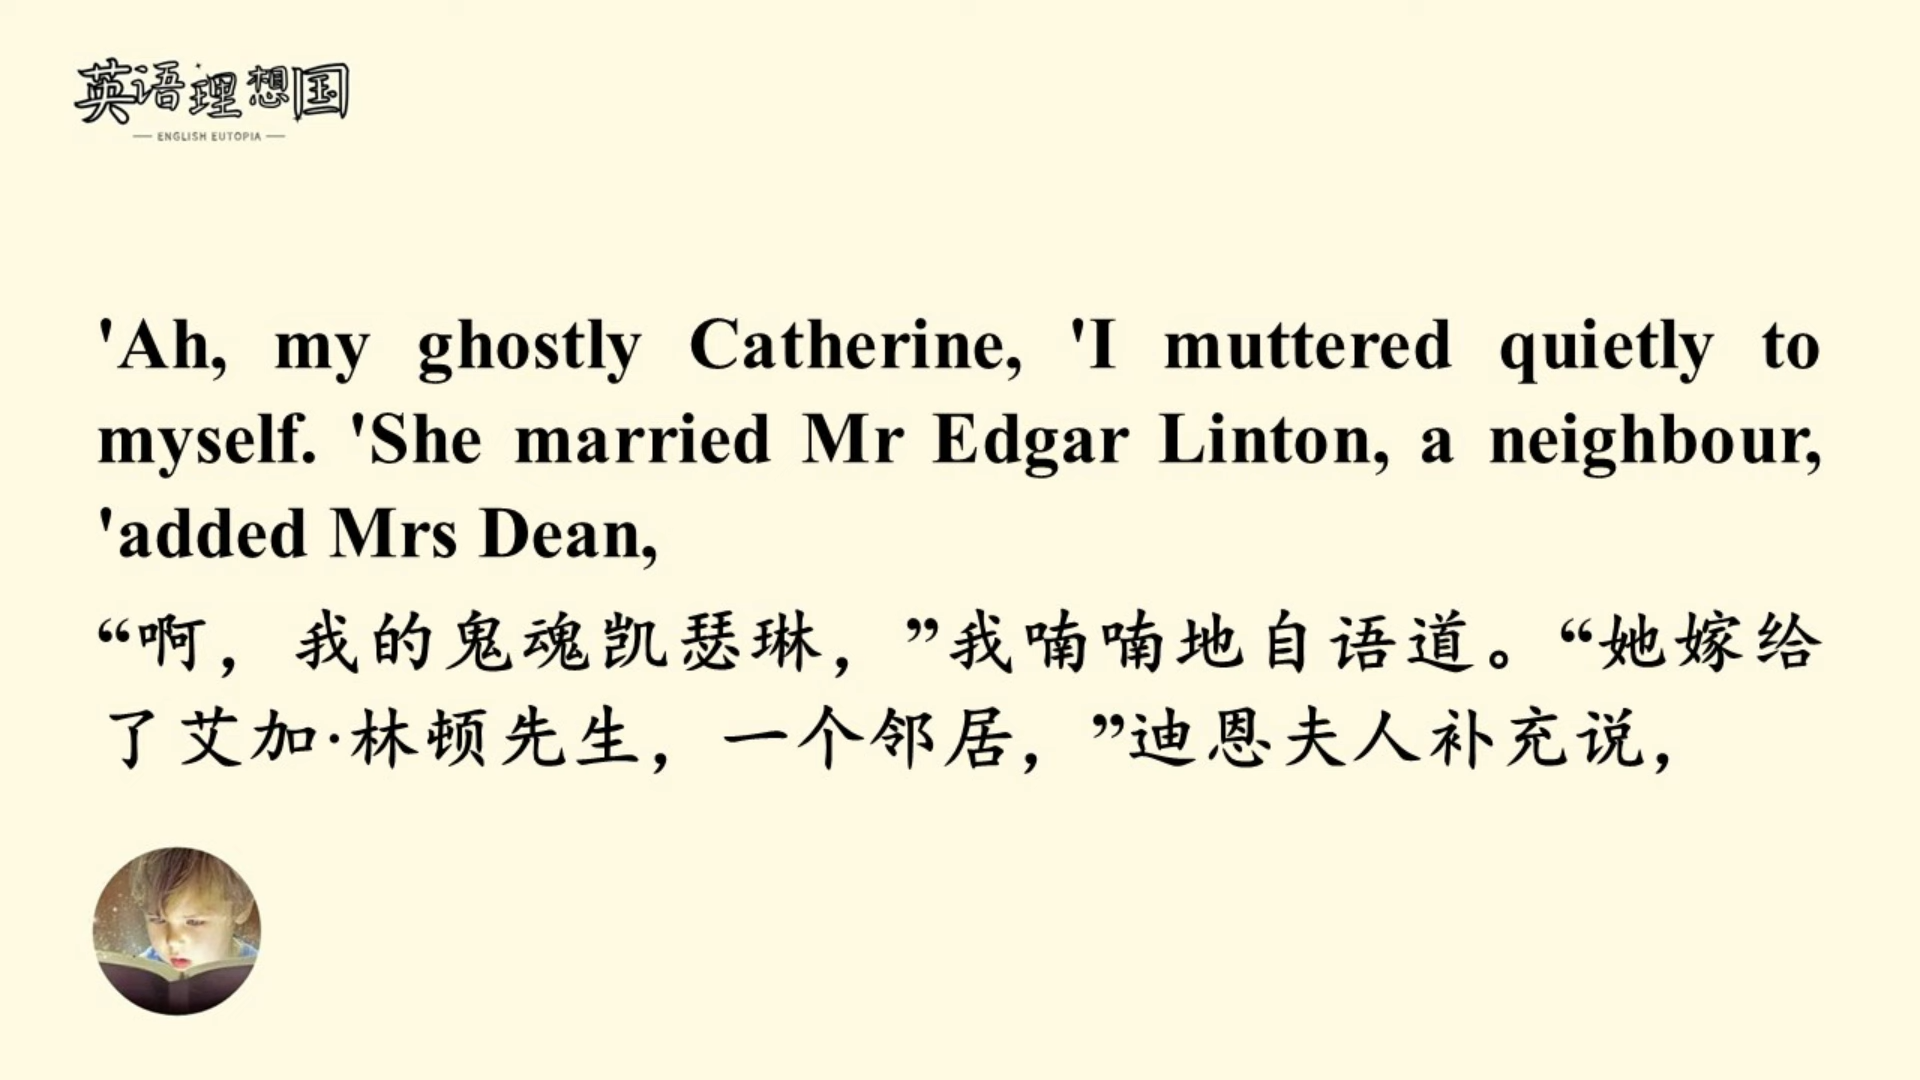 英语理想国
ENGLISH EUTOPIA
'Ah, my ghostly Catherine, 'I muttered quietly to
myself. 'She married Mr Edgar Linton, a neighbour,
'added Mrs Dean,
“啊，我的鬼魂凯瑟琳，”我喃喃地自语道。“她嫁给
了艾加·林顿先生，一个邻居，”迪恩夫人补充说，